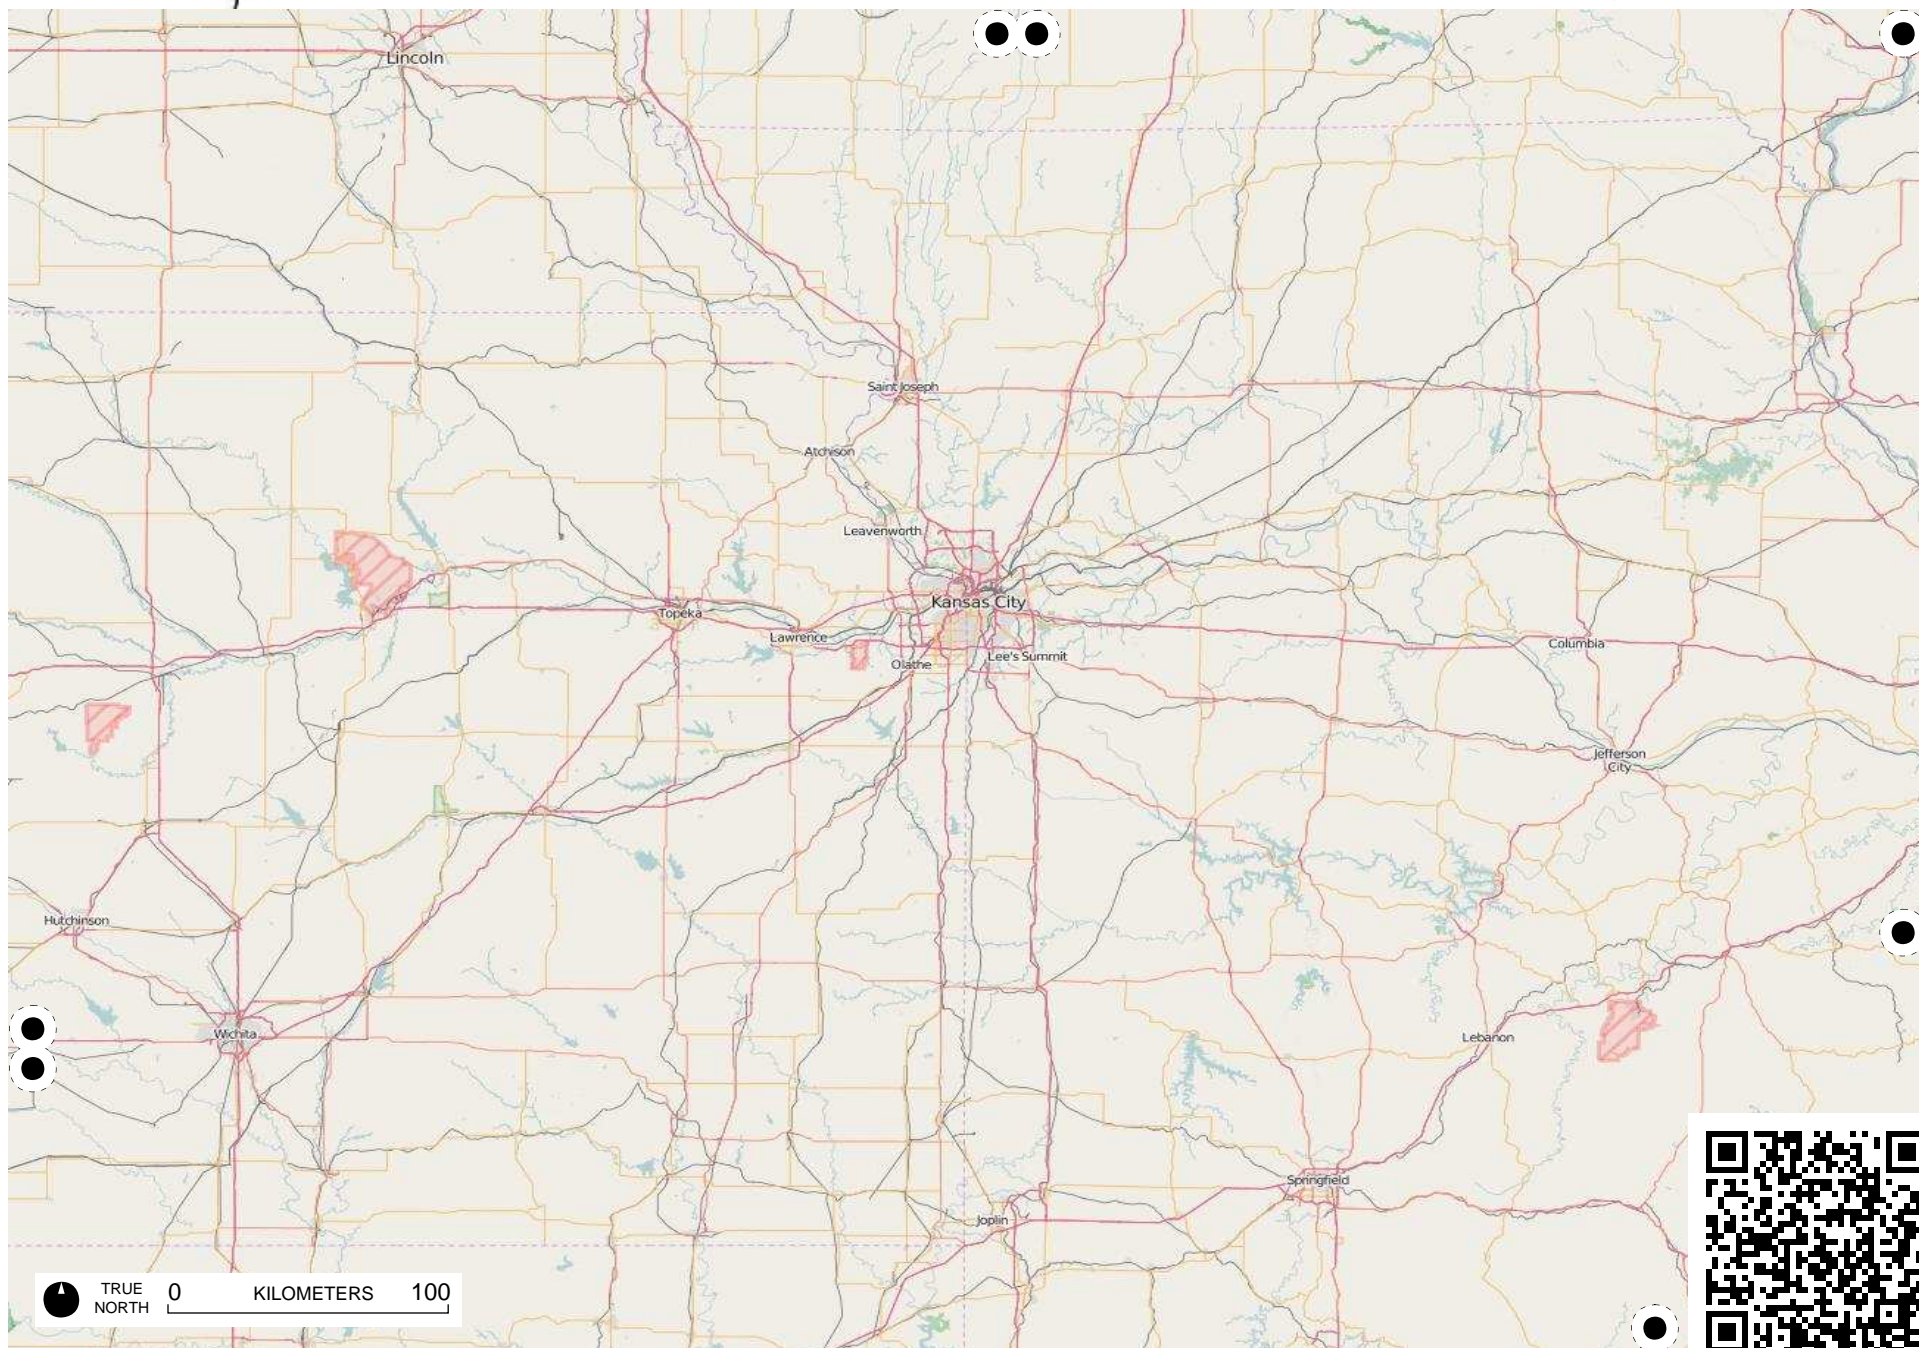 Lincoln
Saint Joseph
Atchison
Leavenworth
Kansas City
Topeka
Lawrence
Olathe
Lee's Summit
Columbia
Jefferson
City
Hutchinson
Wichita
Lebanon
Springfield
Joplin
TRUE
NORTH
0 KILOMETERS 100